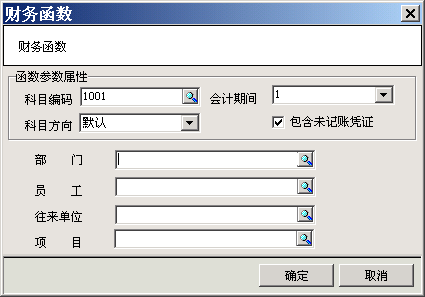 财务函数
财务函数
函数参数属性
科目编码 1001 会计期间 1
科目方向 默认 包含未记账凭证
部 门
员 工
往来单位
项 目
确定 取消